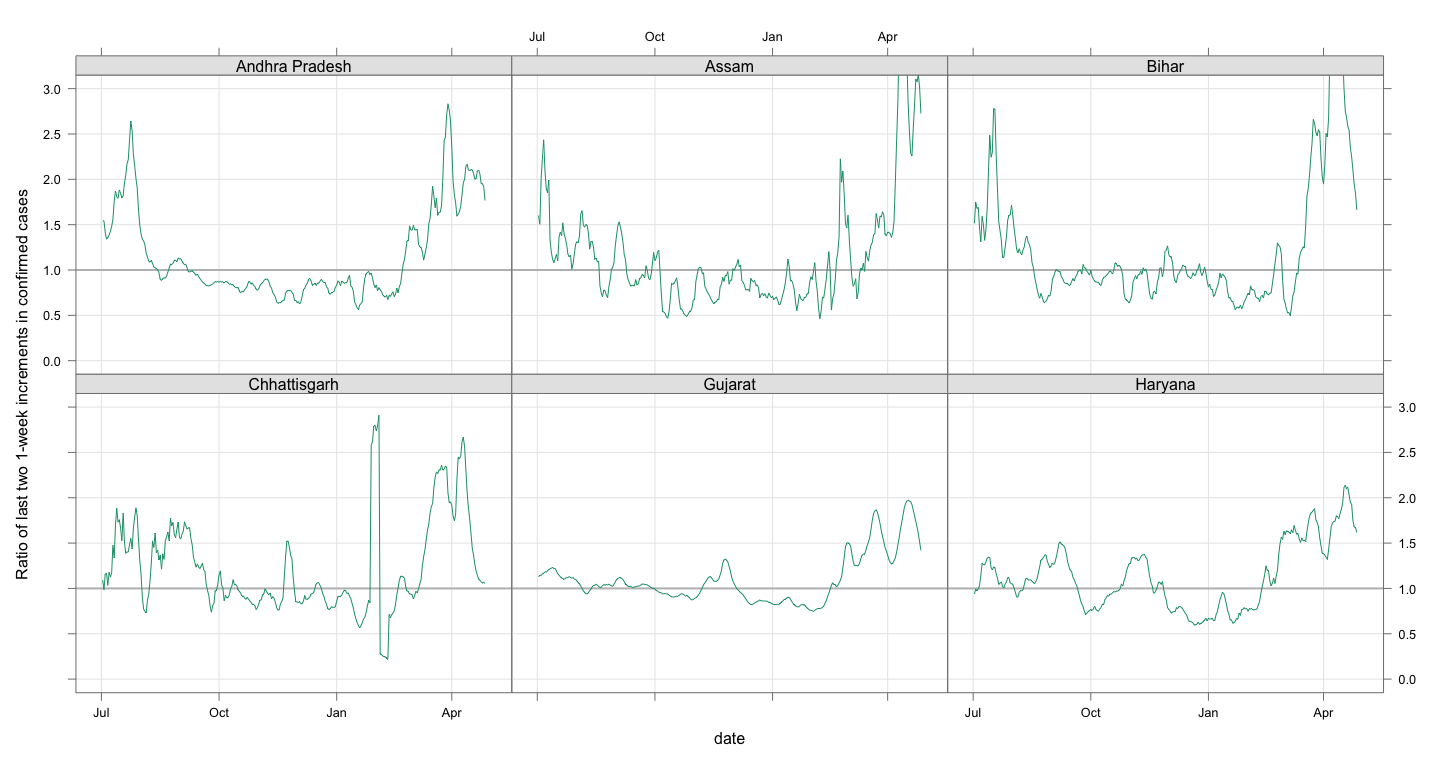 Jul Oct Jan Apr
Andhra Pradesh Assam Bihar
3.0
2.5
2.0
1.5
1.0
0.5
0.0
Chhattisgarh Gujarat Haryana
3.0
2.5
2.0
1.5
1.0
0.5
0.0
Jul Oct Jan Apr Jul Oct Jan Apr
date
Ratio of last two 1-week increments in confirmed cases